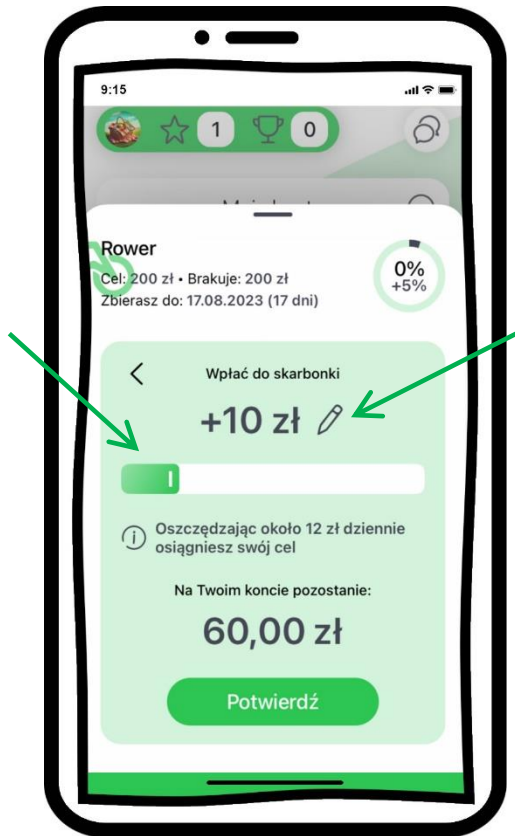 9:15
1 0
Rower
Cel: 200 zł • Brakuje: 200 zł
Zbierasz do: 17.08.2023 (17 dni)
0%
+5%
Wpłać do skarbonki
+10 zł
Oszczędzając około 12 zł dziennie
osiągniesz swój cel
Na Twoim koncie pozostanie:
60,00 zł
Potwierdź